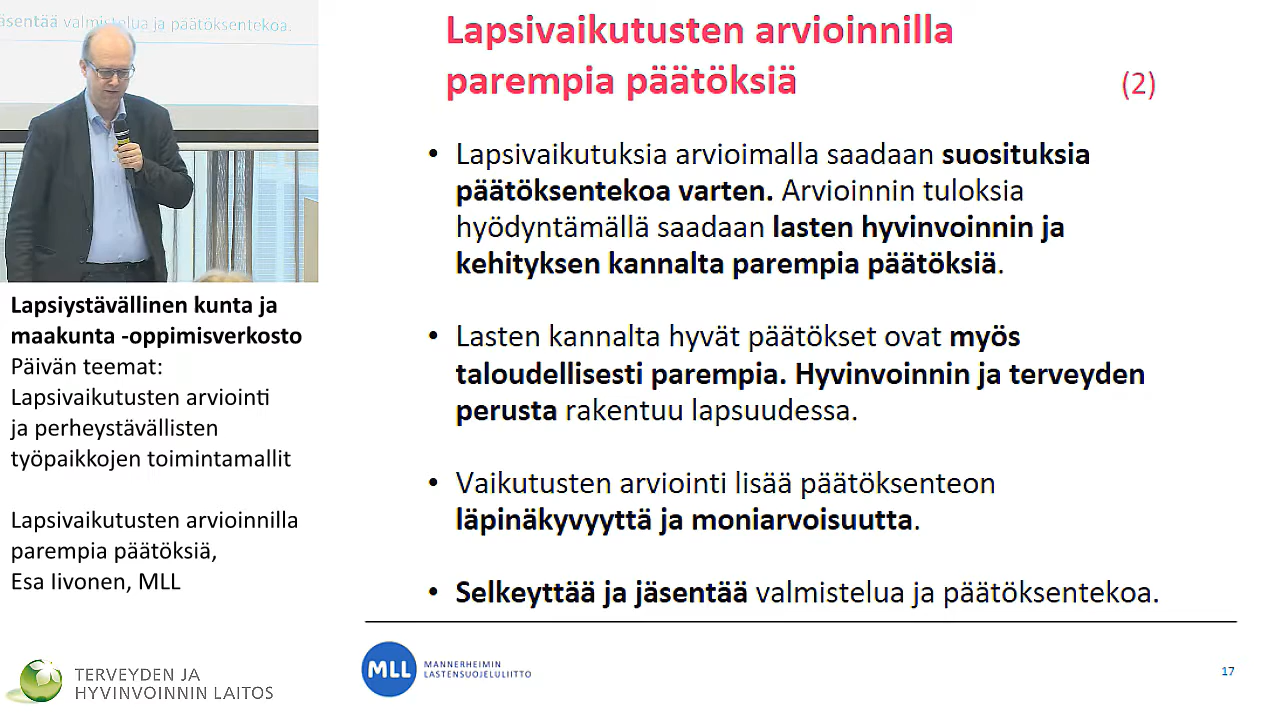 jäsentää valmistelua ja päätöksentekoa.
Lapsiystävällinen kunta ja
maakunta -oppimisverkosto
Päivän teemat:
Lapsivaikutusten arviointi
ja perheystävällisten
työpaikkojen toimintamallit
Lapsivaikutusten arvioinnilla
parempia päätöksiä,
Esa Iivonen, MLL
TERVEYDEN JA
HYVINVOINNIN LAITOS
Lapsivaikutusten arvioinnilla
parempia päätöksiä (2)
• Lapsivaikutuksia arvioimalla saadaan suosituksia
päätöksentekoa varten. Arvioinnin tuloksia
hyödyntämällä saadaan lasten hyvinvoinnin ja
kehityksen kannalta parempia päätöksiä.
• Lasten kannalta hyvät päätökset ovat myös
taloudellisesti parempia. Hyvinvoinnin ja terveyden
perusta rakentuu lapsuudessa.
• Vaikutusten arviointi lisää päätöksenteon
läpinäkyvyyttä ja moniarvoisuutta.
• Selkeyttää ja jäsentää valmistelua ja päätöksentekoa.
MLL
MANNERHEIMIN
LASTENSUOJELULIITTO
17